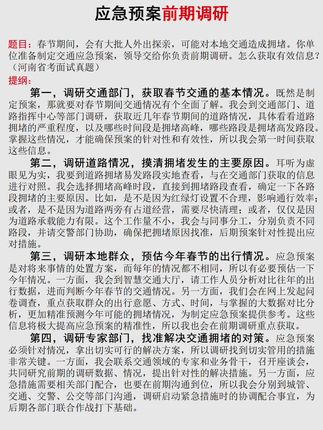 应急预案前期调研
题目：春节期间，会有大批人外出探亲，可能对本地交通造成拥堵。你单
位准备制定交通应急预案，领导交给你负责前期调研。怎么获取有效信息？
（河南省考面试真题）
提纲：
第一，调研交通部门，获取春节交通的基本情况。既然是制
定预案，那就要对春节期间交通情况有个全面了解。我会到交通部门、道
路指挥中心等部门调研，获取近几年春节期间的道路情况，具体看看道路
拥堵的严重程度，以及哪些时间段是拥堵高峰，哪些路段是拥堵高发路段。
掌握这些情况，才能确保预案的针对性和有效性，所以我会第一时间获取
这些信息。
第二，调研道路情况，摸清拥堵发生的主要原因。耳听为虚
眼见为实，我要到道路拥堵易发路段实地查看，与在交通部门获取的信息
进行对照。我会选择拥堵高峰时段，直接到拥堵路段查看，确定一下各路
段拥堵的主要原因。比如，是不是因为红绿灯设置不合理，影响通行效率；
或者，是不是因为道路两旁有占道经营，需要尽快清理；或者，仅仅是因
为道路承载能力有限。这个工作量不小，我会与同事分工，分别负责不同
路段，并请交警部门协助，确保把拥堵原因找准，后期预案针对性提出应
对措施。
第三，调研本地群众，预估今年春节的出行情况。应急预案
是对将来事情的处置方案，而每年的情况都不相同，所以有必要预估一下
今年情况。一方面，我会到智慧交通大厅，请工作人员分析对比往年的出
行数据，进而判断今年春节的交通情况。另一方面，我们会在网上发起问
卷调查，重点获取群众的出行意愿、方式、时间，与掌握的大数据对比分
析，更加精准预测今年可能的拥堵情况，为制定应急预案提供参考。这些
信息将极大提高应急预案的精准性，所以我也会在前期调研重点获取。
第四，调研专家部门，找准解决交通拥堵的对策。应急预案
必须针对情况，拿出切实可行的解决方案，所以调研找到切实管用的措施
非常关键。一方面，我会联系交通领域的专家和业务骨干，召开座谈会，
共同研究前期的调研数据、情况，提出针对性的解决措施。另一方面，应
急措施需要相关部门配合，也要在前期沟通到位，所以我会分别到城管、
交通、交警、公交等部门沟通，调研启动紧急措施时的协调配合事宜，为
后期各部门联合作战打下基础。